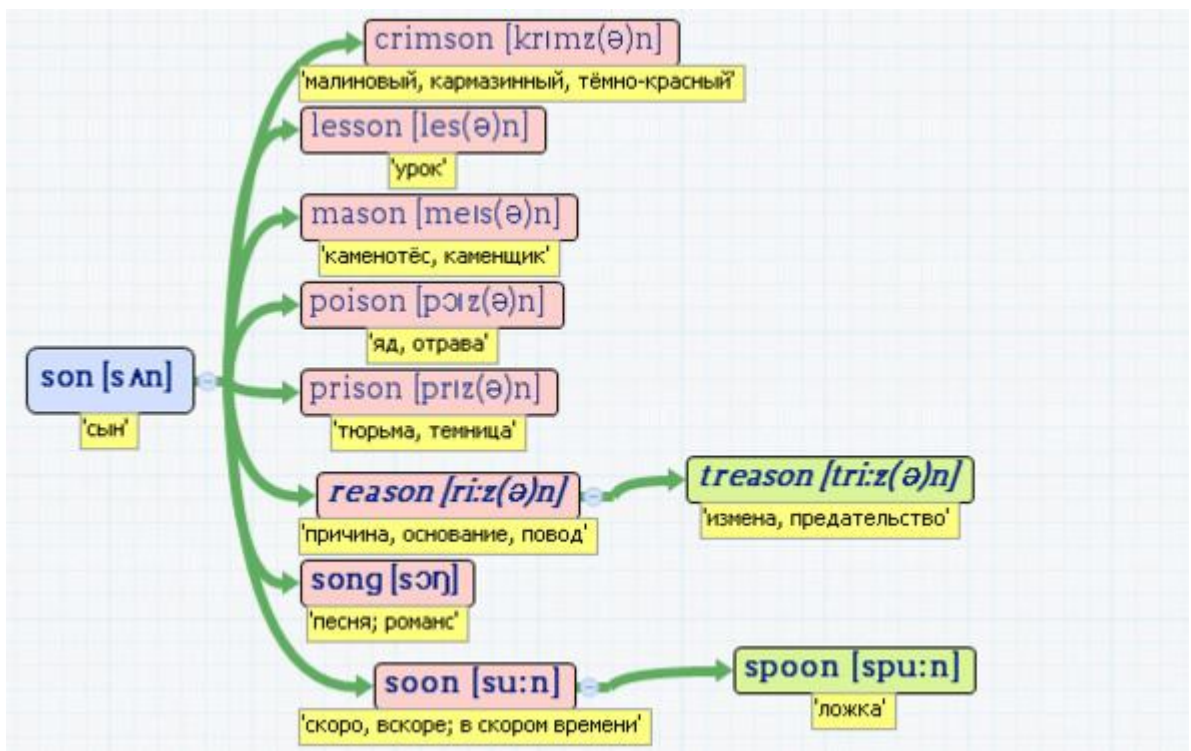 crimson [krɪmz(ə)n]
'малиновый, кармазинный, тёмно-красный'
lesson [les(ə)n]
'урок'
mason [meɪs(ə)n]
'каменотёс, каменщик'
poison [pɔɪz(ə)n]
'яд, отрава'
son [sʌn]
'сын'
prison [prɪz(ə)n]
'тюрьма, темница'
reason [ri:z(ə)n]
'причина, основание, повод'
treason [tri:z(ə)n]
'измена, предательство'
song [sɔŋ]
'песня; романс'
soon [su:n]
'скоро, вскоре; в скором времени'
spoon [spu:n]
'ложка'